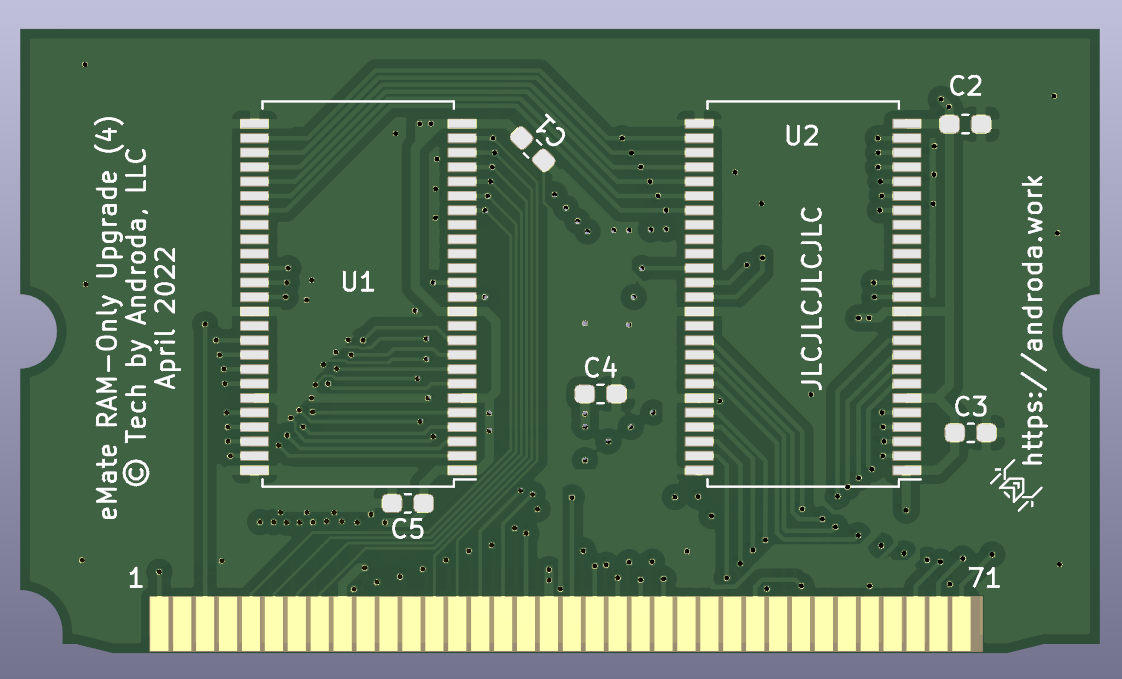 eMate RAM-Only Upgrade (4)
© Tech by Androda, LLC
April 2022
U1
C1
C4
C5
U2
JLCJLCJLCJLC
C2
C3
https://androda.work
1
71